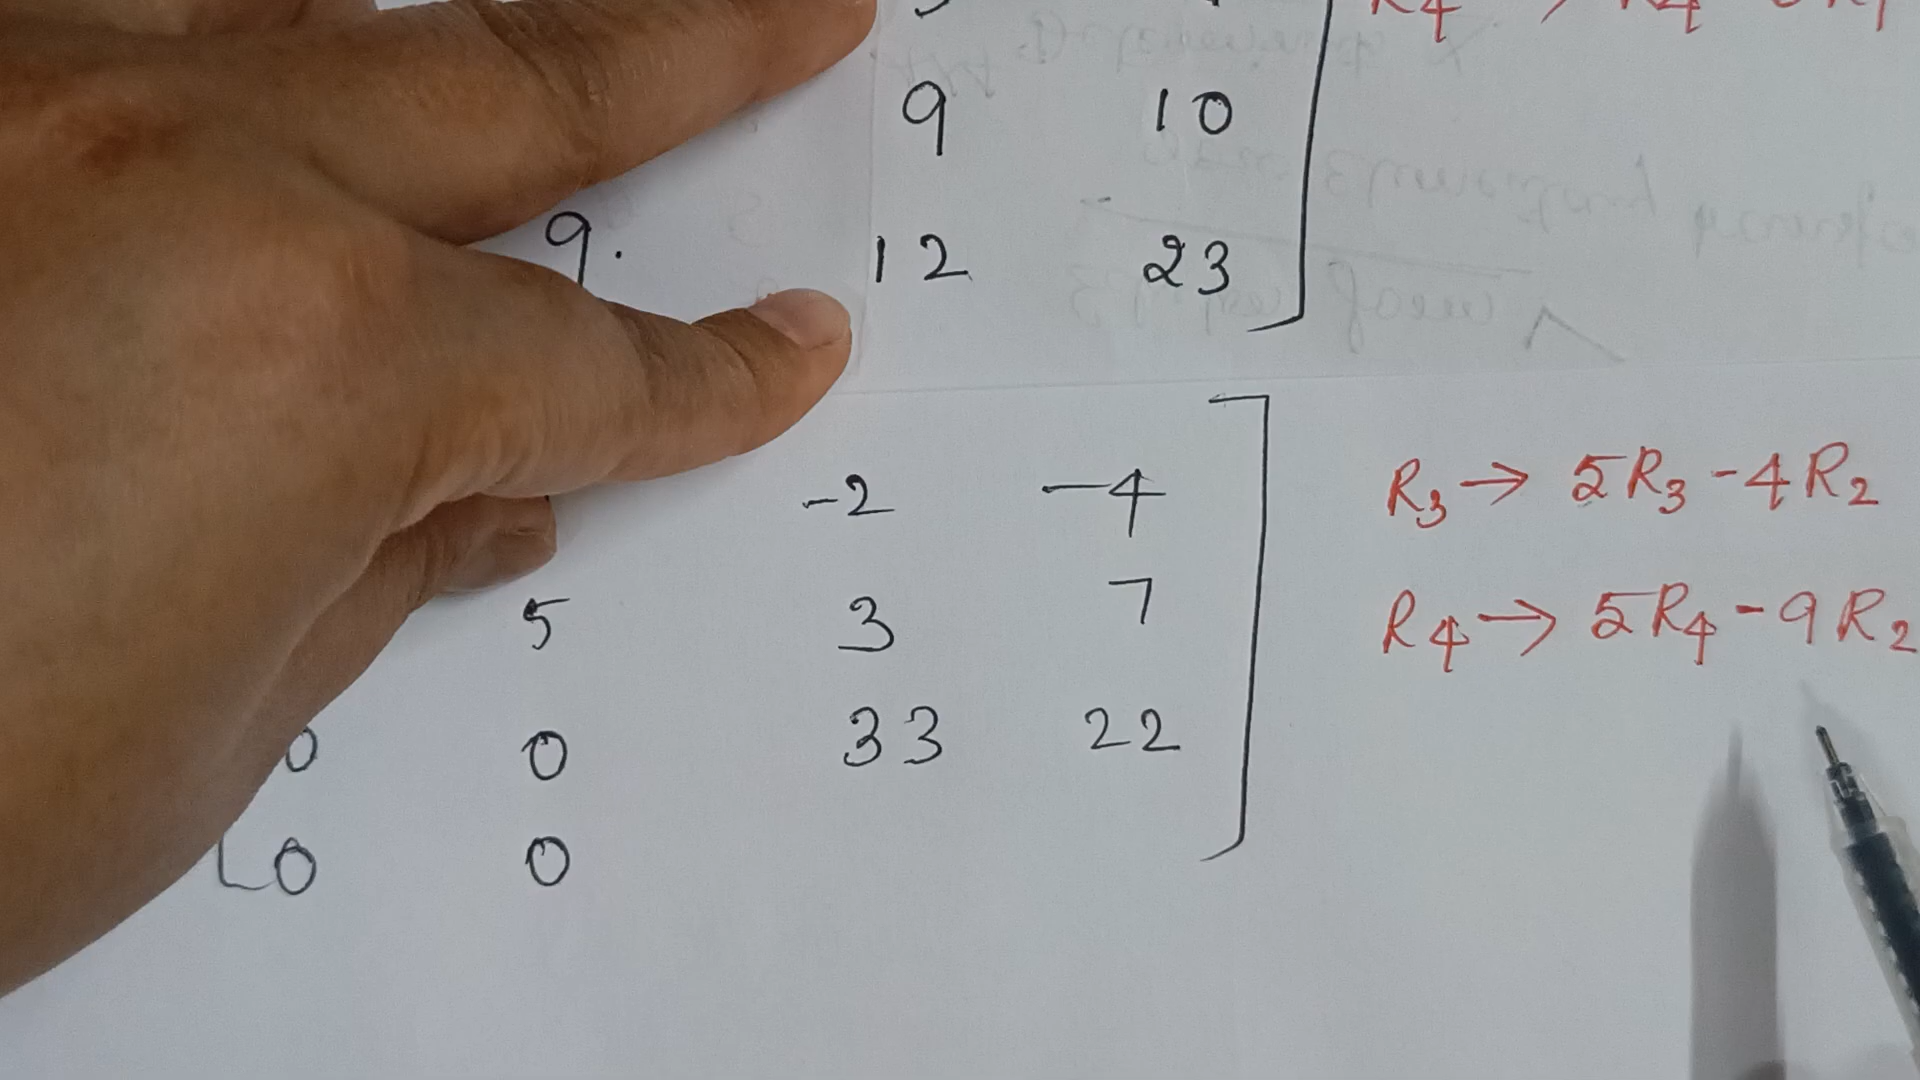 9 10
9. 12 23
-2 -4
5 3 7
0 0 33 22
0 0
R3 → 5R3 - 4R2
R4 → 5R4 - 9R2